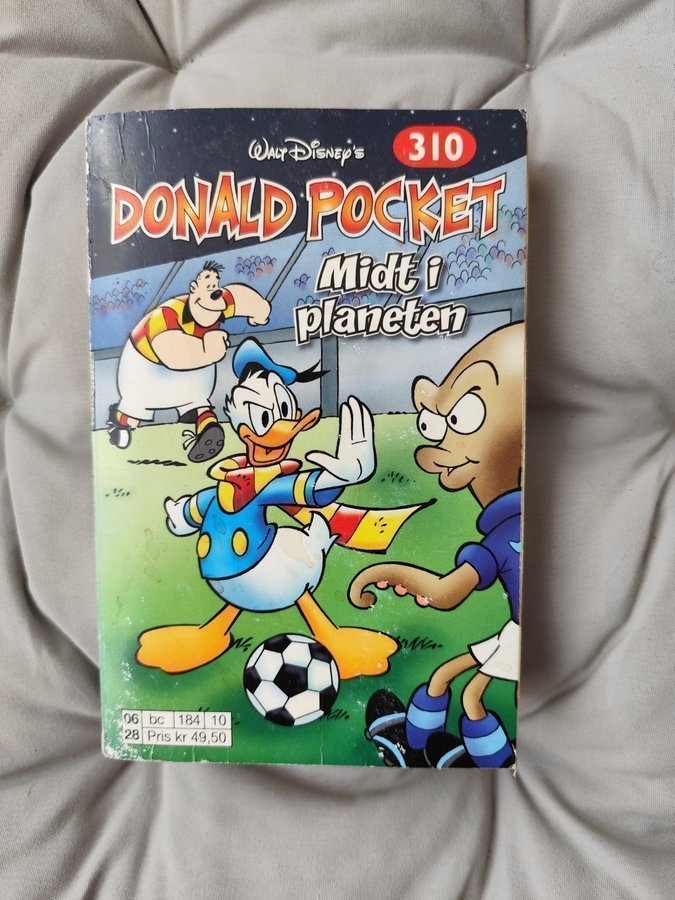 WALT DISNEY'S
310
DONALD POCKET
Midt i
planeten
06 bc 184 10
28 Pris kr 49,50